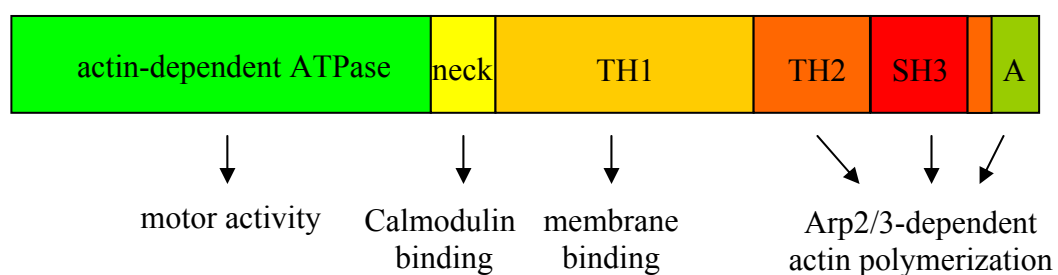 actin-dependent ATPase neck TH1 TH2 SH3 A
motor activity
Calmodulin
binding
membrane
binding
Arp2/3-dependent
actin polymerization